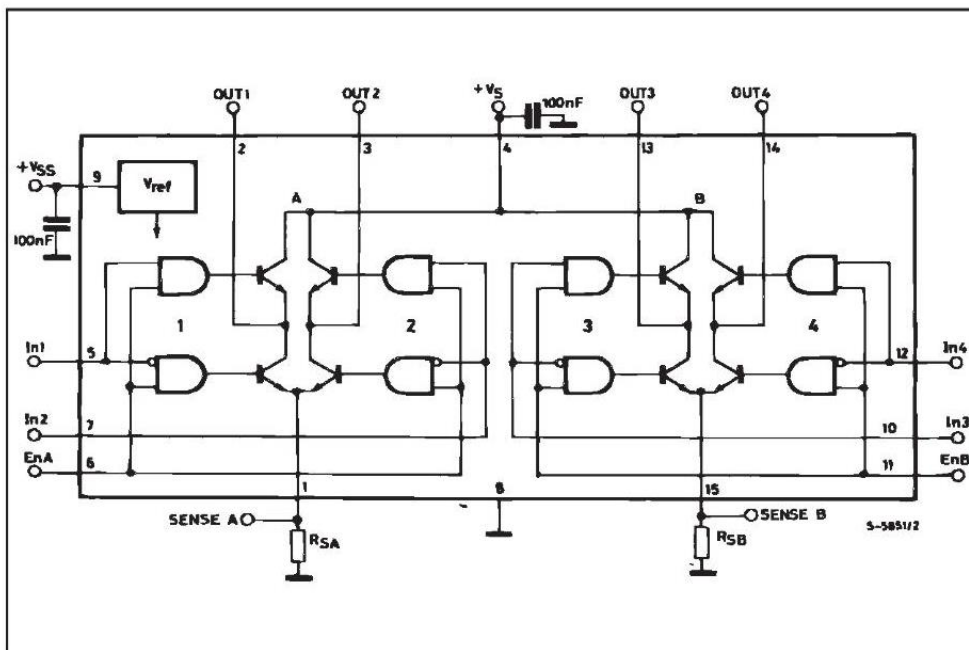 OUT1
OUT2
+VS
100nF
OUT3
OUT4
2
3
4
13
14
+VSS
9
Vref
A
B
100nF
1
2
3
4
In1
5
12
In4
In2
7
10
In3
EnA
6
11
EnB
1
8
15
SENSE A
RSA
SENSE B
RSB
S-5851/2